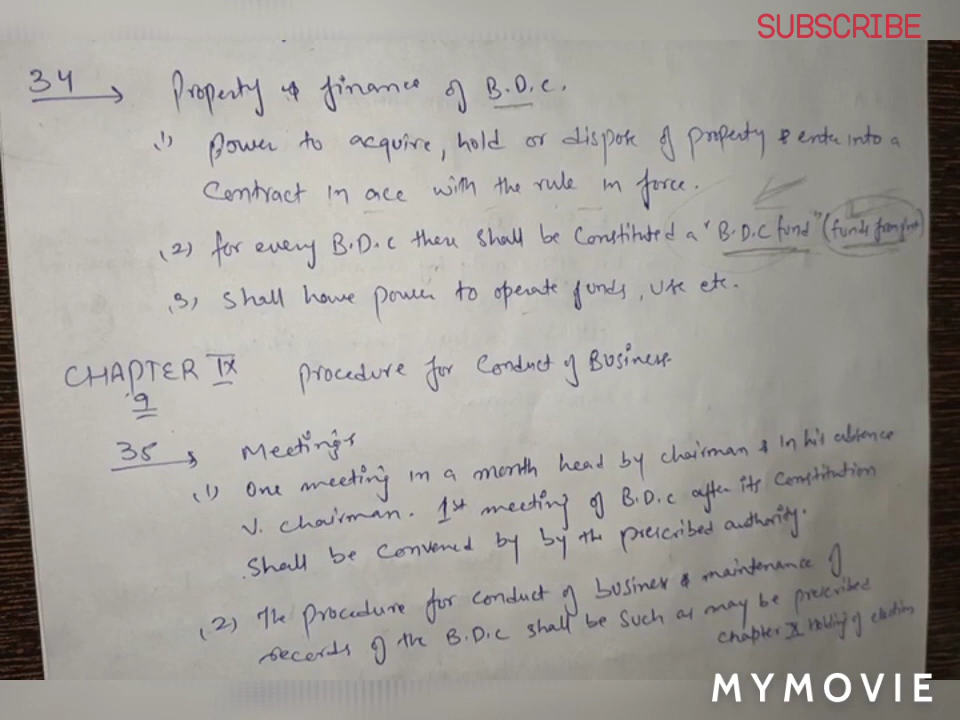 SUBSCRIBE
34 → Property & finance of B.D.C.
(1) power to acquire, hold or dispose of property & enter into a
Contract in acc with the rule in force.
(2) for every B.D.C there shall be constituted a "B.D.C fund" (funds from govt)
(3) shall have power to operate funds, use etc.
CHAPTER IX procedure for Conduct of Business
9
35 → Meetings
(1) One meeting in a month head by chairman & in his absence
V. chairman. 1st meeting of B.D.C after its Constitution
shall be convened by by the prescribed authority.
(2) The procedure for conduct of business & maintenance of
records of the B.D.C shall be such as may be prescribed
chapter X Holding of election
MYMOVIE